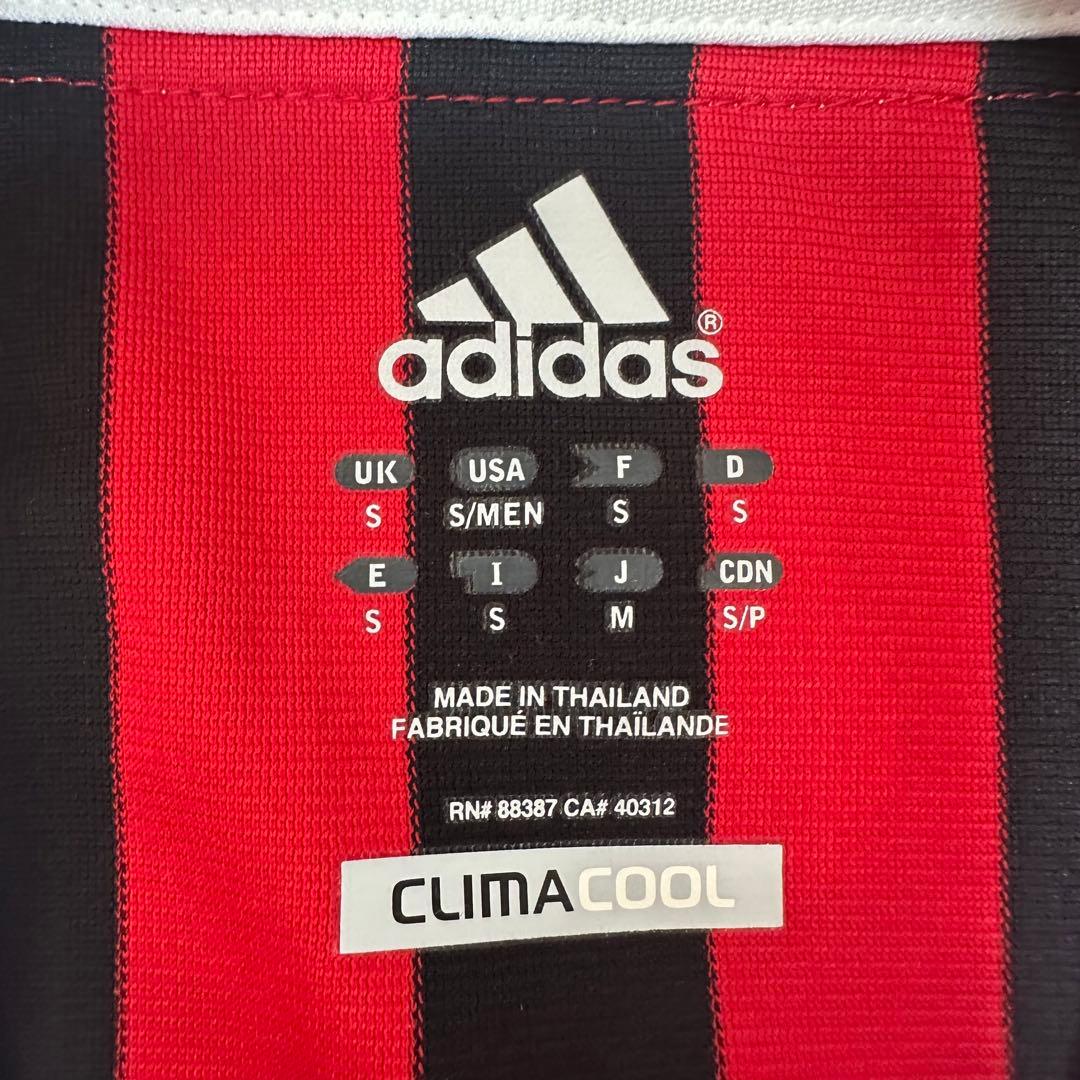 adidas®
UK USA F D
S S/MEN S S
E I J CDN
S S M S/P
MADE IN THAILAND
FABRIQUÉ EN THAÏLANDE
RN# 88387 CA# 40312
CLIMACOOL